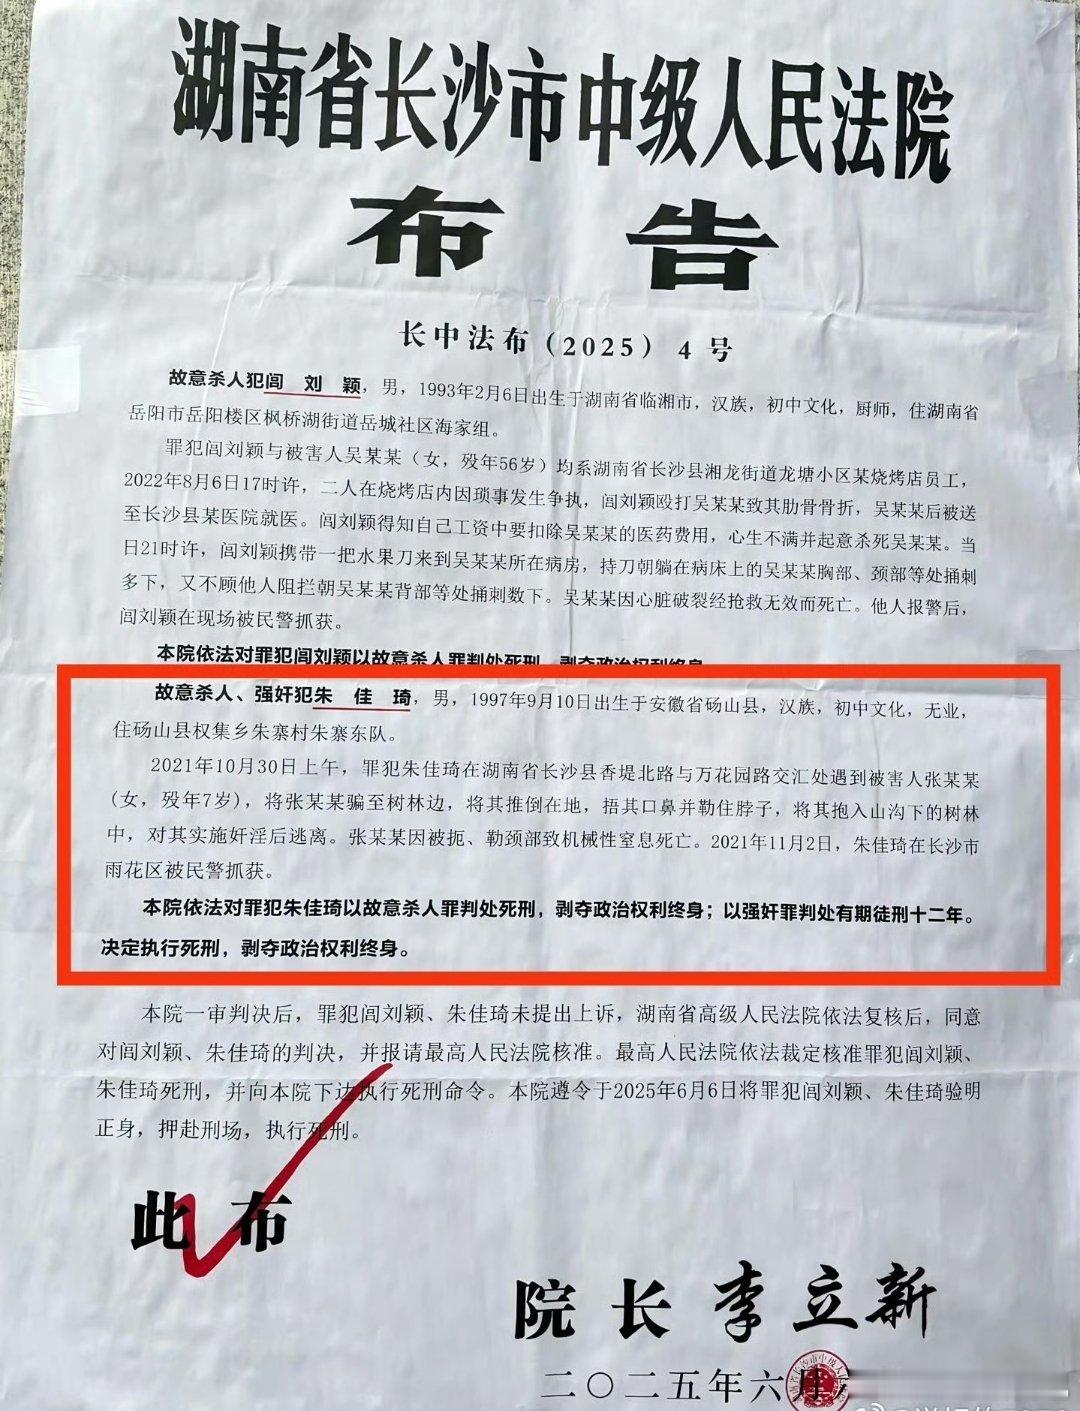 湖南省长沙市中级人民法院
布 告
长中法布（2025）4号
故意杀人犯闾 刘 颖，男，1993年2月6日出生于湖南省临湘市，汉族，初中文化，厨师，住湖南省
岳阳市岳阳楼区枫桥湖街道岳城社区海家组。
罪犯闾刘颖与被害人吴某某（女，殁年56岁）均系湖南省长沙县湘龙街道龙塘小区某烧烤店员工，
2022年8月6日17时许，二人在烧烤店内因琐事发生争执，闾刘颖殴打吴某某致其肋骨骨折，吴某某后被送
至长沙县某医院就医。闾刘颖得知自己工资中要扣除吴某某的医药费用，心生不满并起意杀死吴某某。当
日21时许，闾刘颖携带一把水果刀来到吴某某所在病房，持刀朝躺在病床上的吴某某胸部、颈部等处捅刺
多下，又不顾他人阻拦朝吴某某背部等处捅刺数下。吴某某因心脏破裂经抢救无效而死亡。他人报警后，
闾刘颖在现场被民警抓获。
本院依法对罪犯闾刘颖以故意杀人罪判处死刑，剥夺政治权利终身。
故意杀人、强奸犯朱 佳 琦，男，1997年9月10日出生于安徽省砀山县，汉族，初中文化，无业，
住砀山县权集乡朱寨村朱寨东队。
2021年10月30日上午，罪犯朱佳琦在湖南省长沙县香堤北路与万花园路交汇处遇到被害人张某某
(女，殁年7岁)，将张某某骗至树林边，将其推倒在地，捂其口鼻并勒住脖子，将其抱入山沟下的树林
中，对其实施奸淫后逃离。张某某因被扼、勒颈部致机械性窒息死亡。2021年11月2日，朱佳琦在长沙市
雨花区被民警抓获。
本院依法对罪犯朱佳琦以故意杀人罪判处死刑，剥夺政治权利终身；以强奸罪判处有期徒刑十二年。
决定执行死刑，剥夺政治权利终身。
本院一审判决后，罪犯闾刘颖、朱佳琦未提出上诉，湖南省高级人民法院依法复核后，同意
对闾刘颖、朱佳琦的判决，并报请最高人民法院核准。最高人民法院依法裁定核准罪犯闾刘颖、
朱佳琦死刑，并向本院下达执行死刑命令。本院遵令于2025年6月6日将罪犯闾刘颖、朱佳琦验明
正身，押赴刑场，执行死刑。
此 布
院 长 李立新
二〇二五年六月